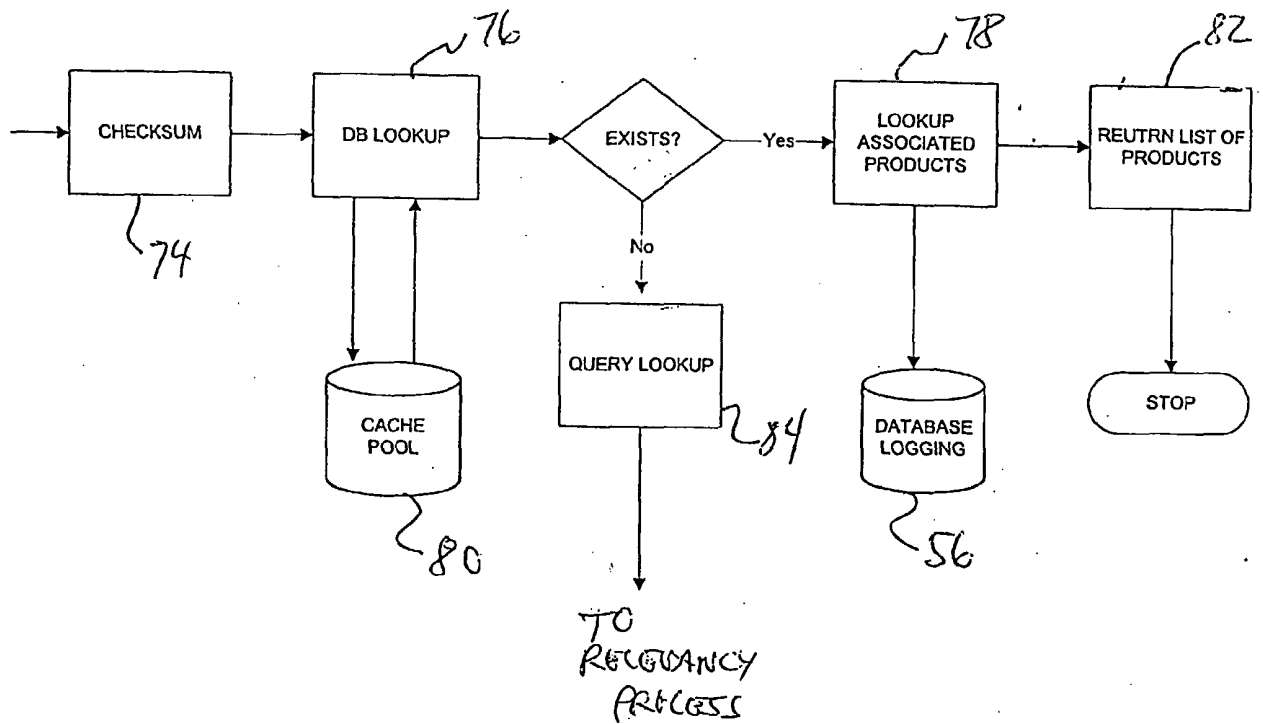 76
78
82
CHECKSUM
DB LOOKUP
EXISTS?
Yes
LOOKUP
ASSOCIATED
PRODUCTS
REUTRN LIST OF
PRODUCTS
74
No
QUERY LOOKUP
84
CACHE
POOL
80
DATABASE
LOGGING
56
STOP
TO
RELEVANCY
PROCESS